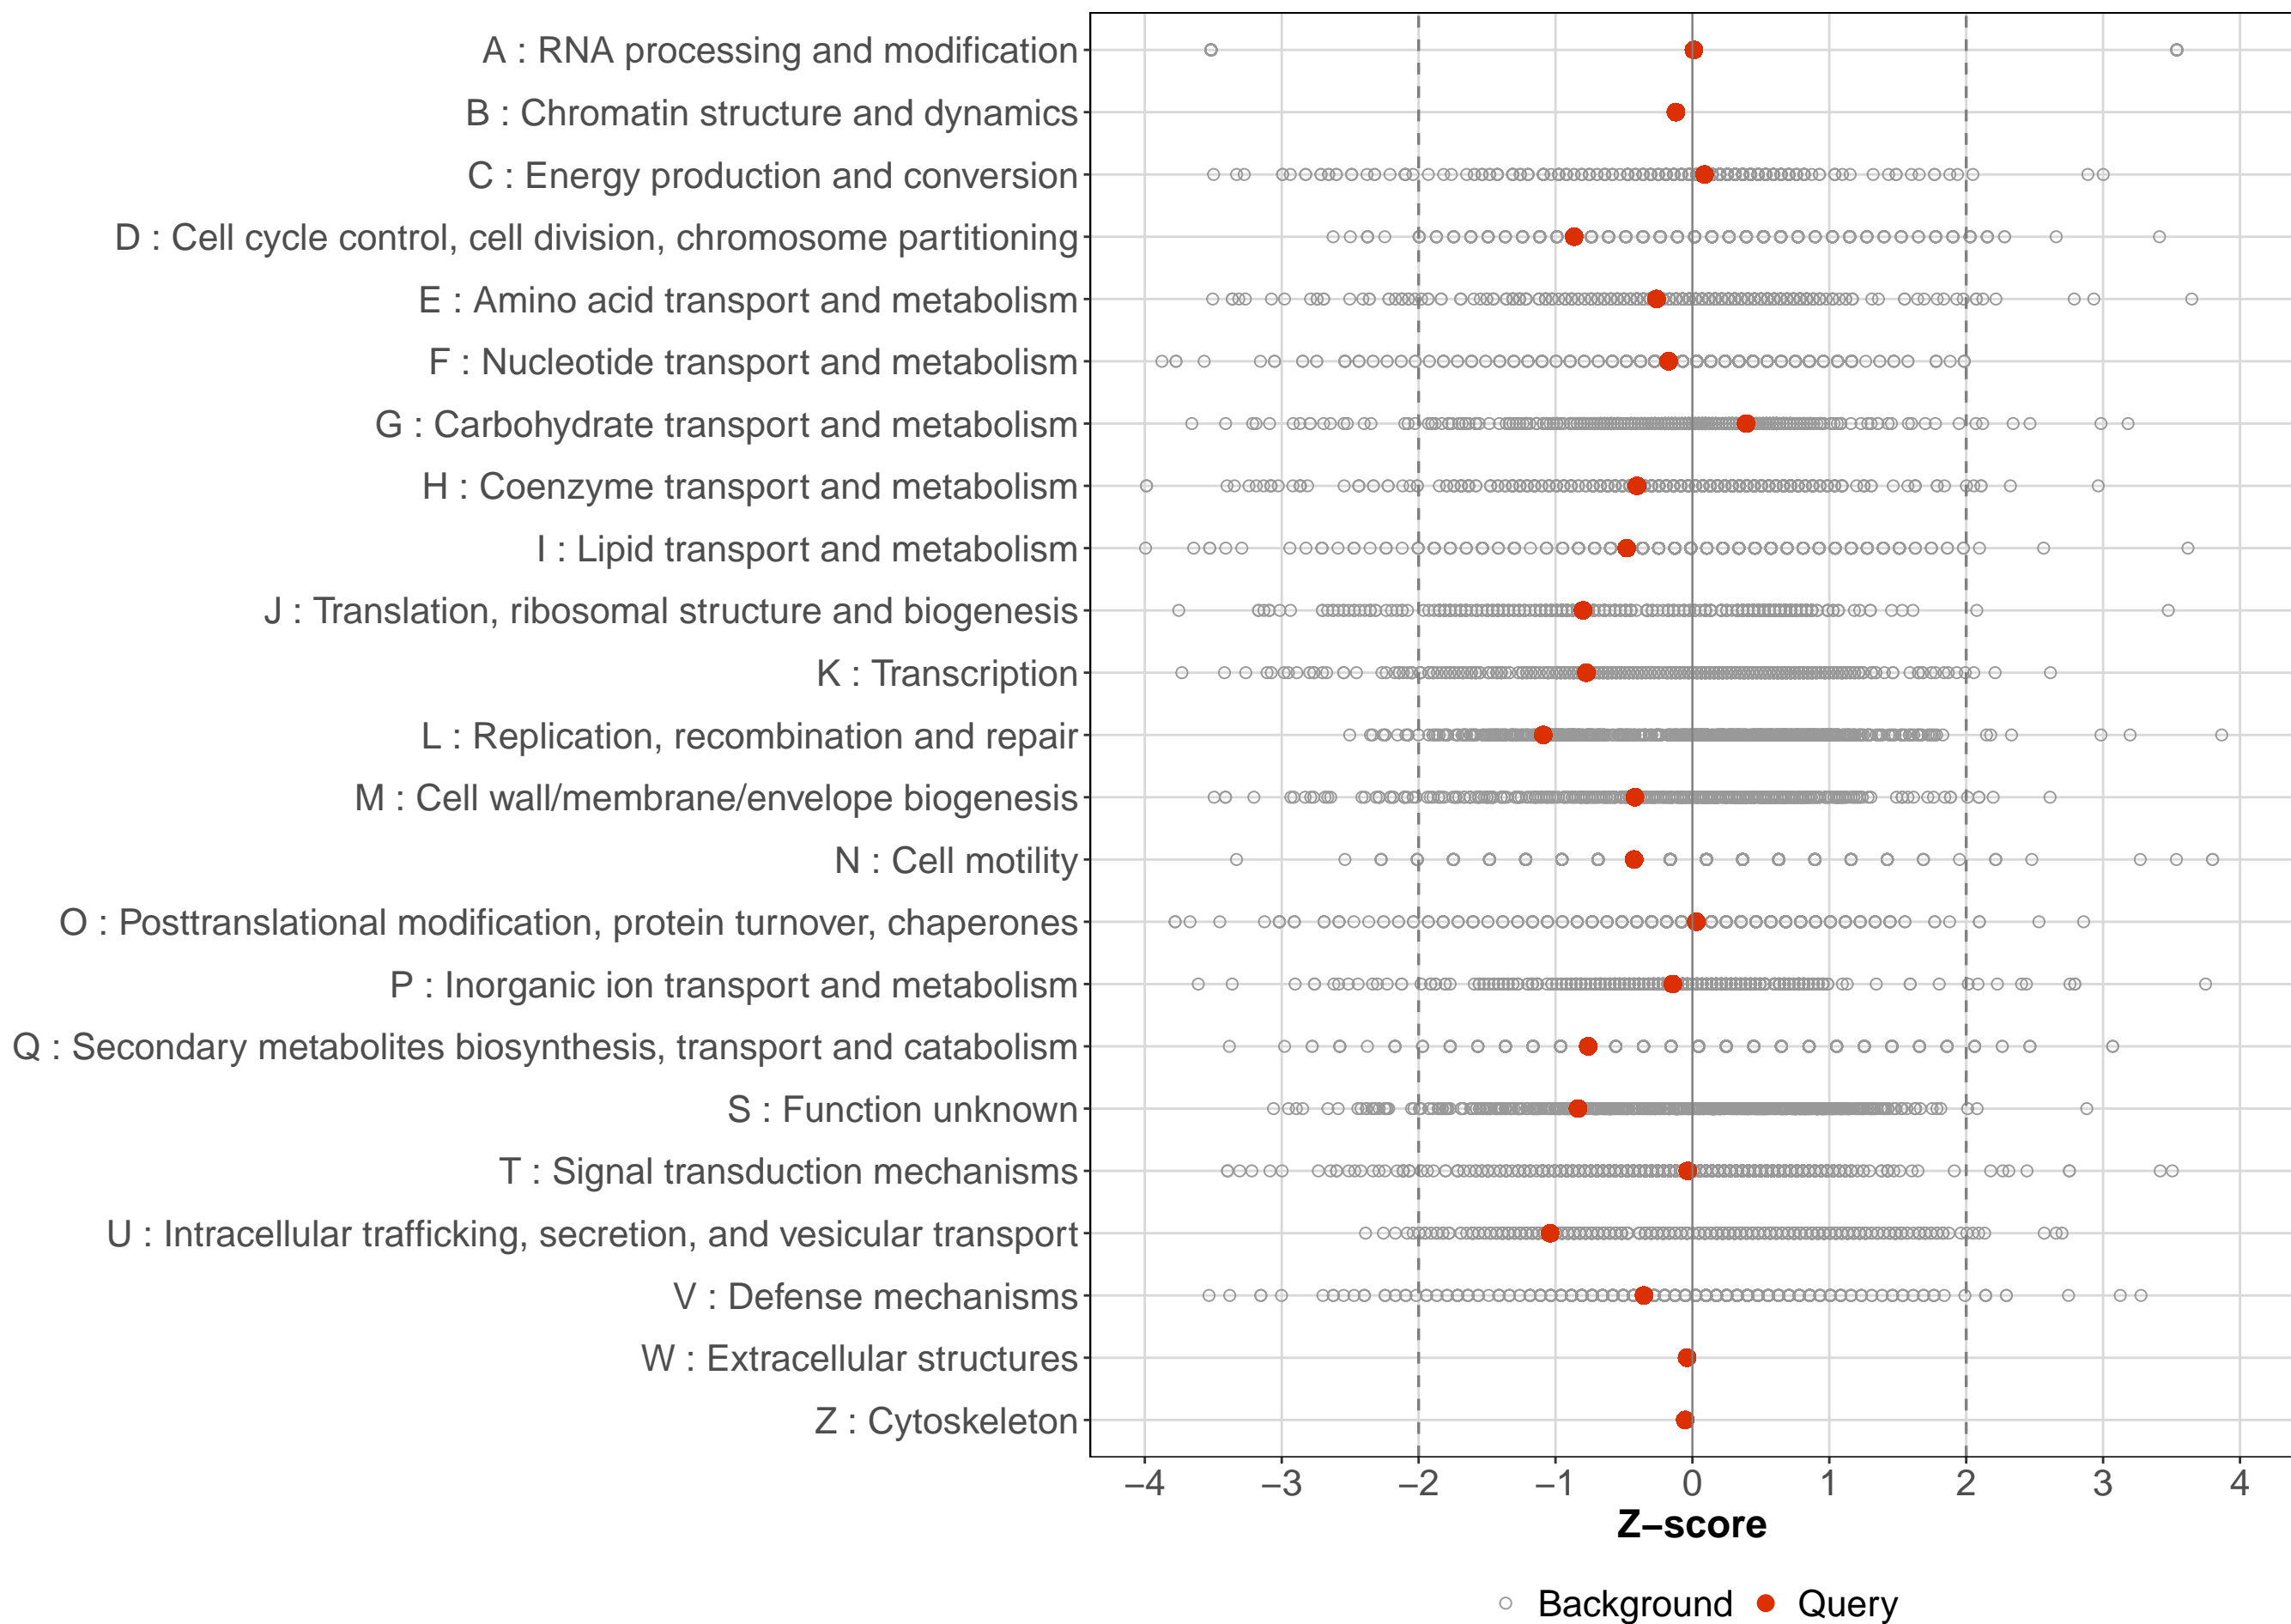 A : RNA processing and modification
B : Chromatin structure and dynamics
C : Energy production and conversion
D : Cell cycle control, cell division, chromosome partitioning
E : Amino acid transport and metabolism
F : Nucleotide transport and metabolism
G : Carbohydrate transport and metabolism
H : Coenzyme transport and metabolism
I : Lipid transport and metabolism
J : Translation, ribosomal structure and biogenesis
K : Transcription
L : Replication, recombination and repair
M : Cell wall/membrane/envelope biogenesis
N : Cell motility
O : Posttranslational modification, protein turnover, chaperones
P : Inorganic ion transport and metabolism
Q : Secondary metabolites biosynthesis, transport and catabolism
S : Function unknown
T : Signal transduction mechanisms
U : Intracellular trafficking, secretion, and vesicular transport
V : Defense mechanisms
W : Extracellular structures
Z : Cytoskeleton
−4 −3 −2 −1 0 1 2 3 4
Z−score
Background Query